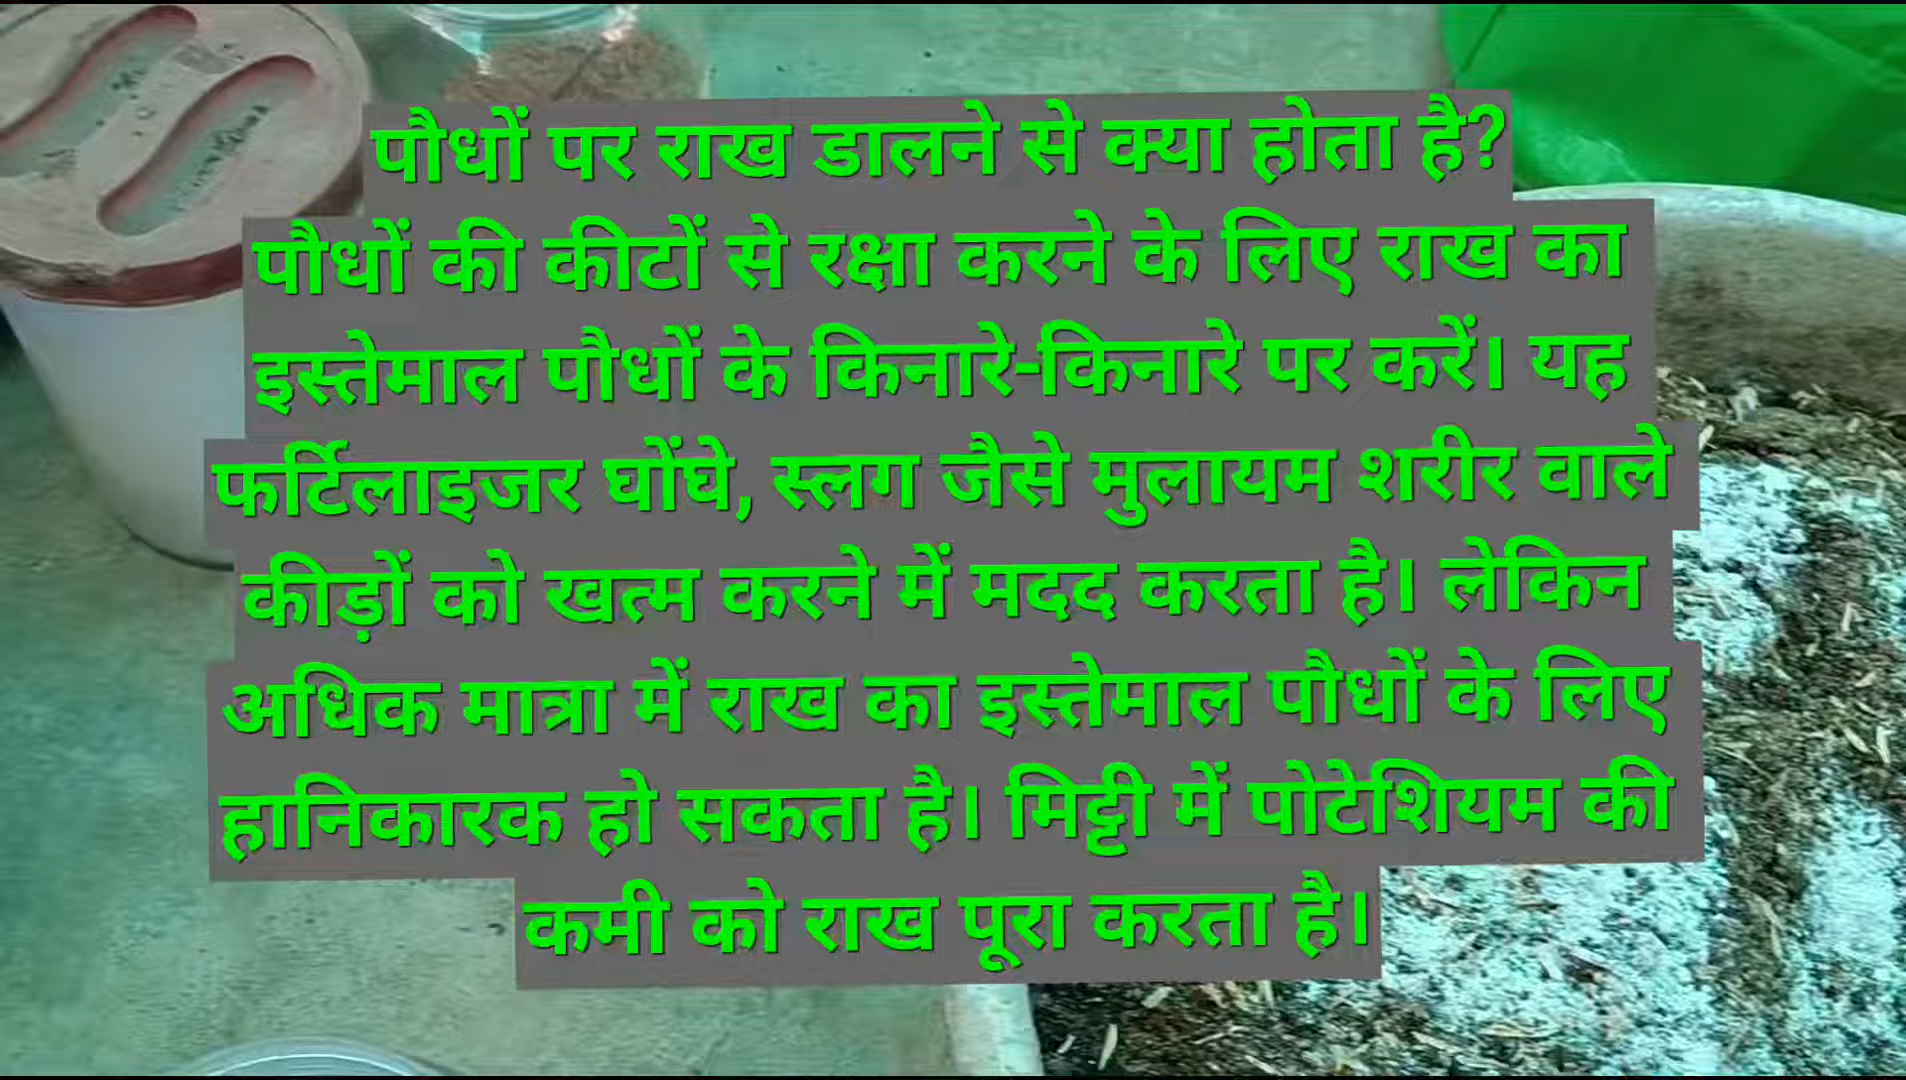 पौधों पर राख डालने से क्या होता है?
पौधों की कीटों से रक्षा करने के लिए राख का
इस्तेमाल पौधों के किनारे-किनारे पर करें। यह
फर्टिलाइजर घोंघे, स्लग जैसे मुलायम शरीर वाले
कीड़ों को खत्म करने में मदद करता है। लेकिन
अधिक मात्रा में राख का इस्तेमाल पौधों के लिए
हानिकारक हो सकता है। मिट्टी में पोटेशियम की
कमी को राख पूरा करता है।